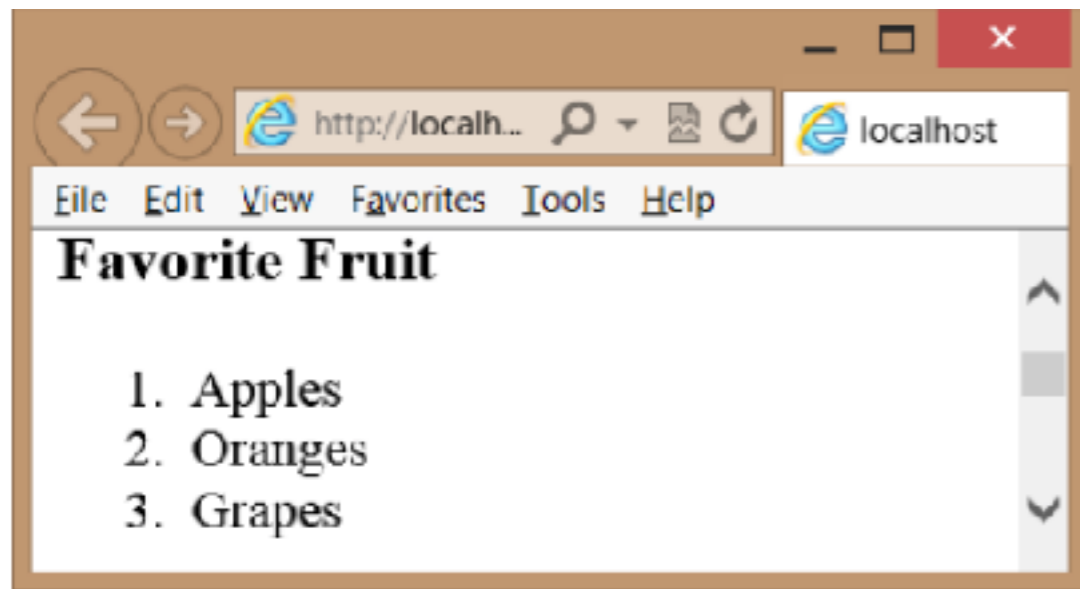 http://localh...
localhost
File Edit View Favorites Tools Help
Favorite Fruit
1. Apples
2. Oranges
3. Grapes